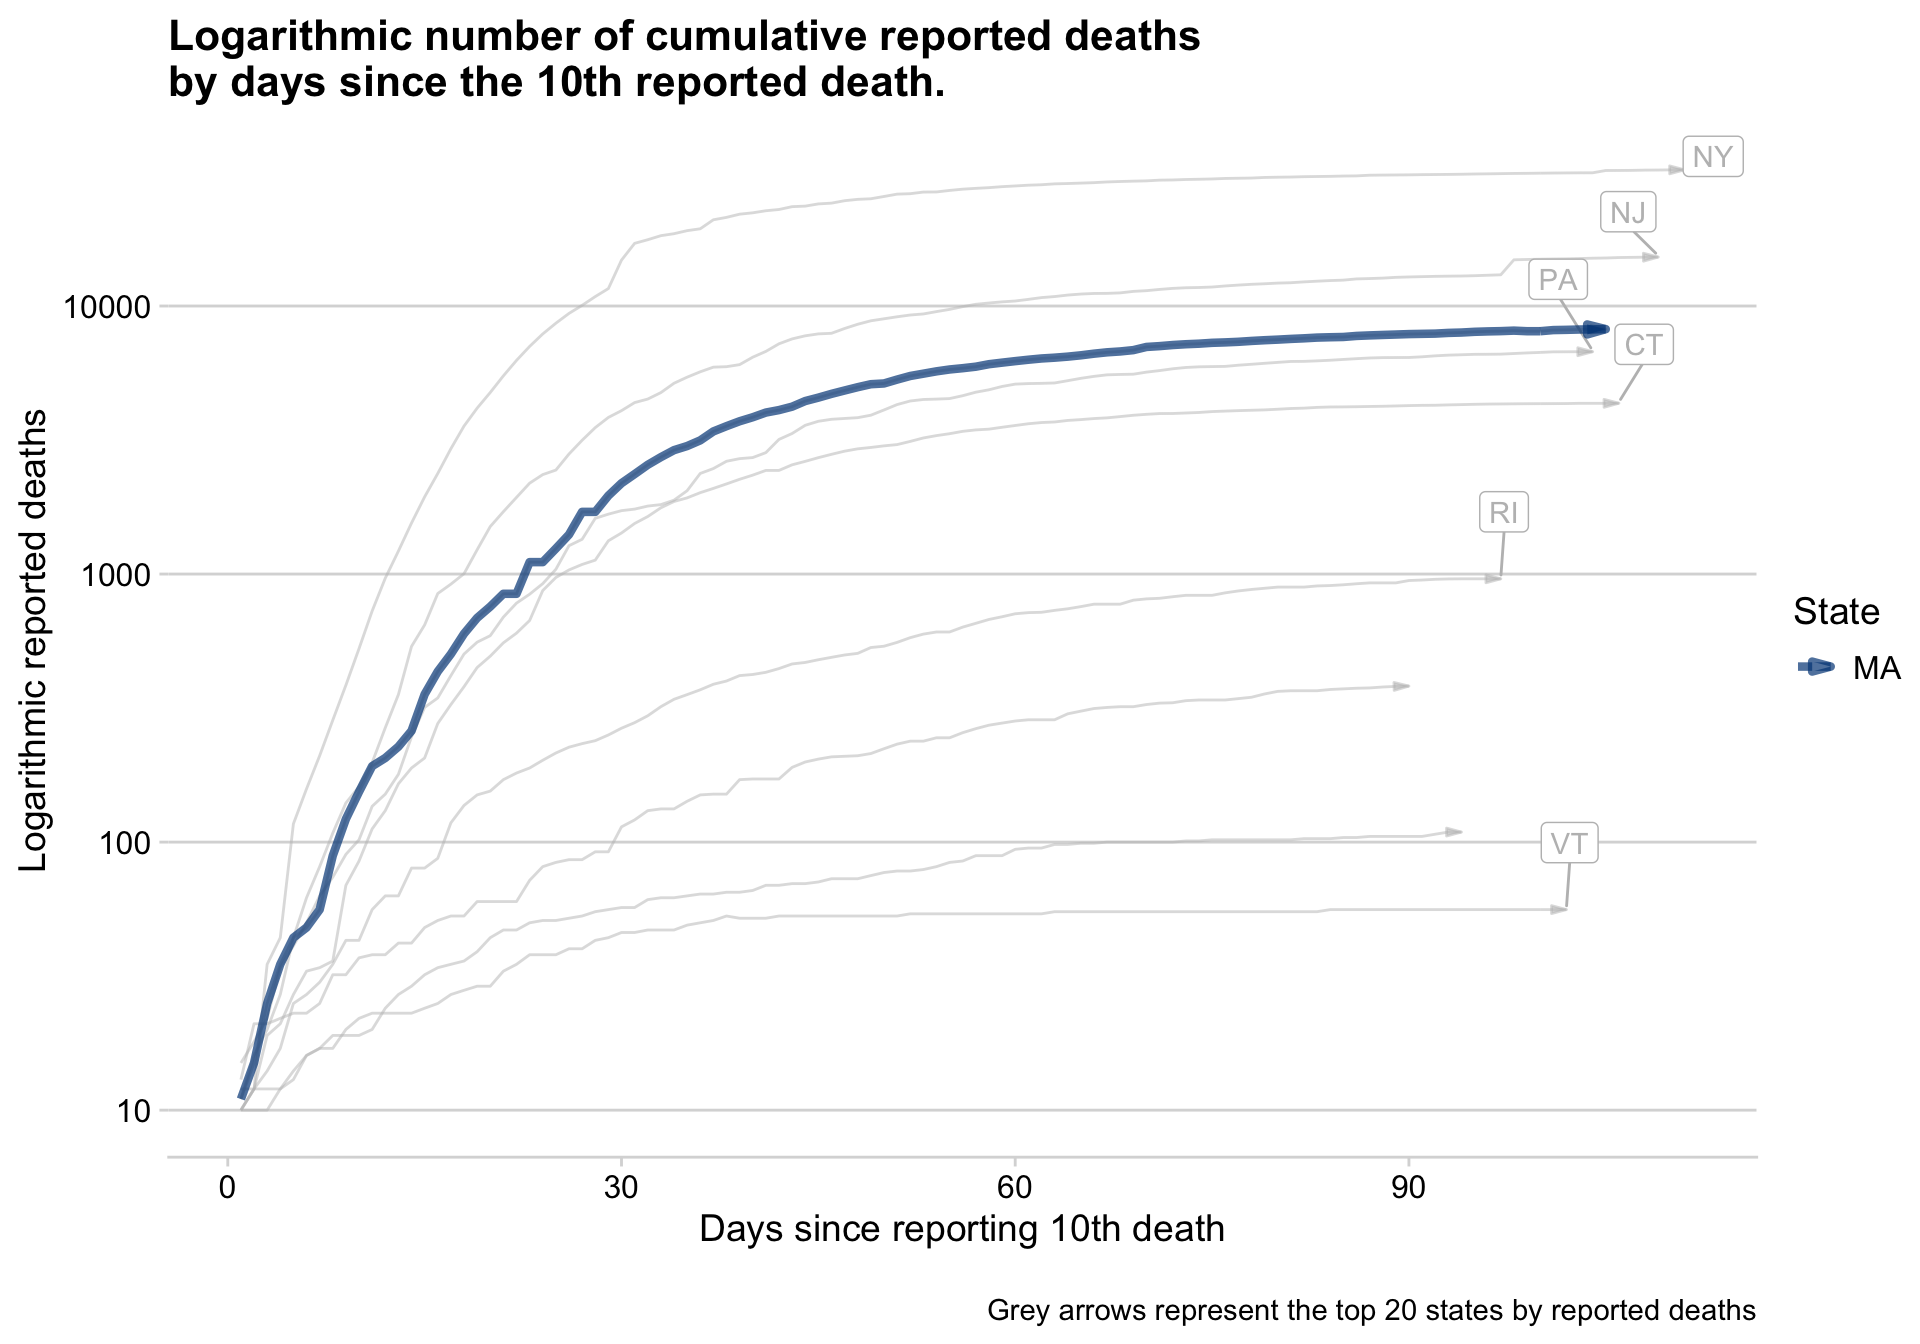 Logarithmic number of cumulative reported deaths
by days since the 10th reported death.
NY
NJ
PA
CT
RI
VT
10000
1000
100
10
Logarithmic reported deaths
0 30 60 90
Days since reporting 10th death
State
MA
Grey arrows represent the top 20 states by reported deaths